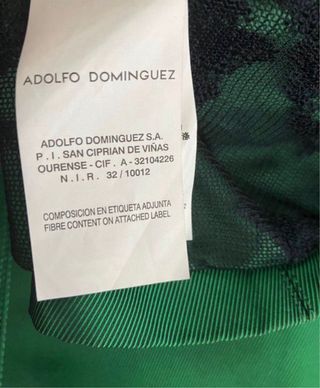 ADOLFO DOMINGUEZ
ADOLFO DOMINGUEZ S.A.
P . I . SAN CIPRIAN DE VIÑAS
OURENSE - CIF . A - 32104226
N . I . R . 32 / 10012
COMPOSICION EN ETIQUETA ADJUNTA
FIBRE CONTENT ON ATTACHED LABEL